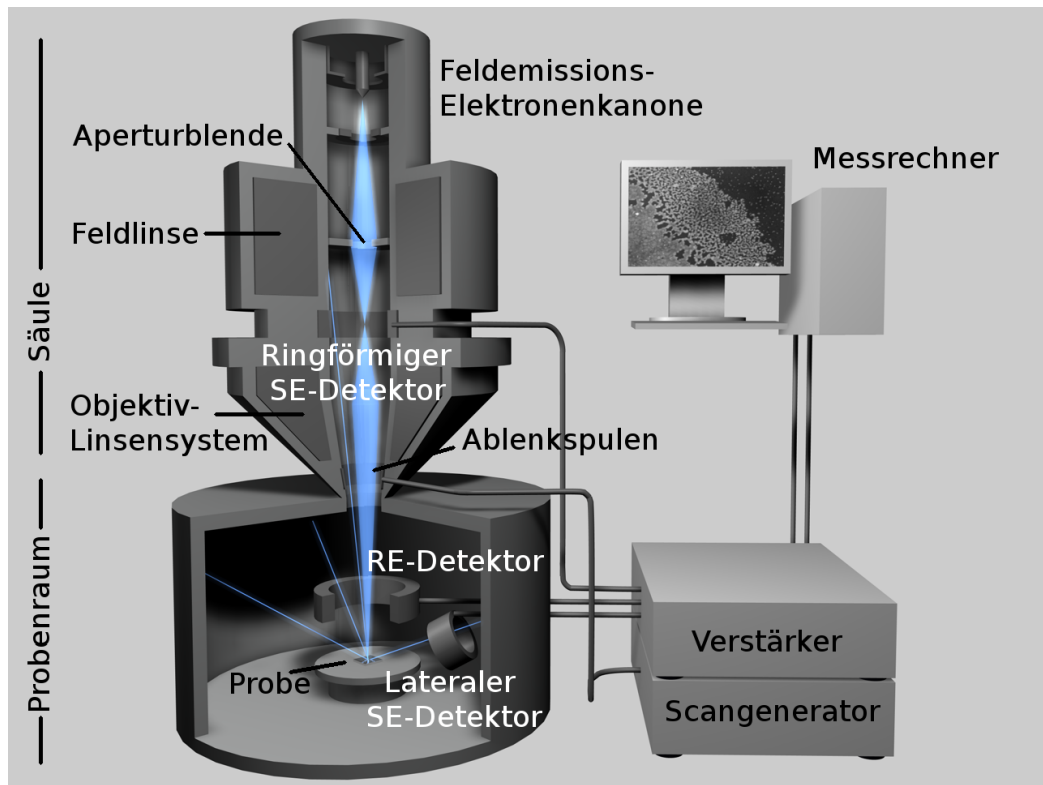 Feldemissions-
Elektronenkanone
Aperturblende
Messrechner
Feldlinse
Säule
Ringförmiger
SE-Detektor
Objektiv-
Linsensystem
Ablenkspulen
RE-Detektor
Probenraum
Verstärker
Probe
Lateraler
SE-Detektor
Scangenerator